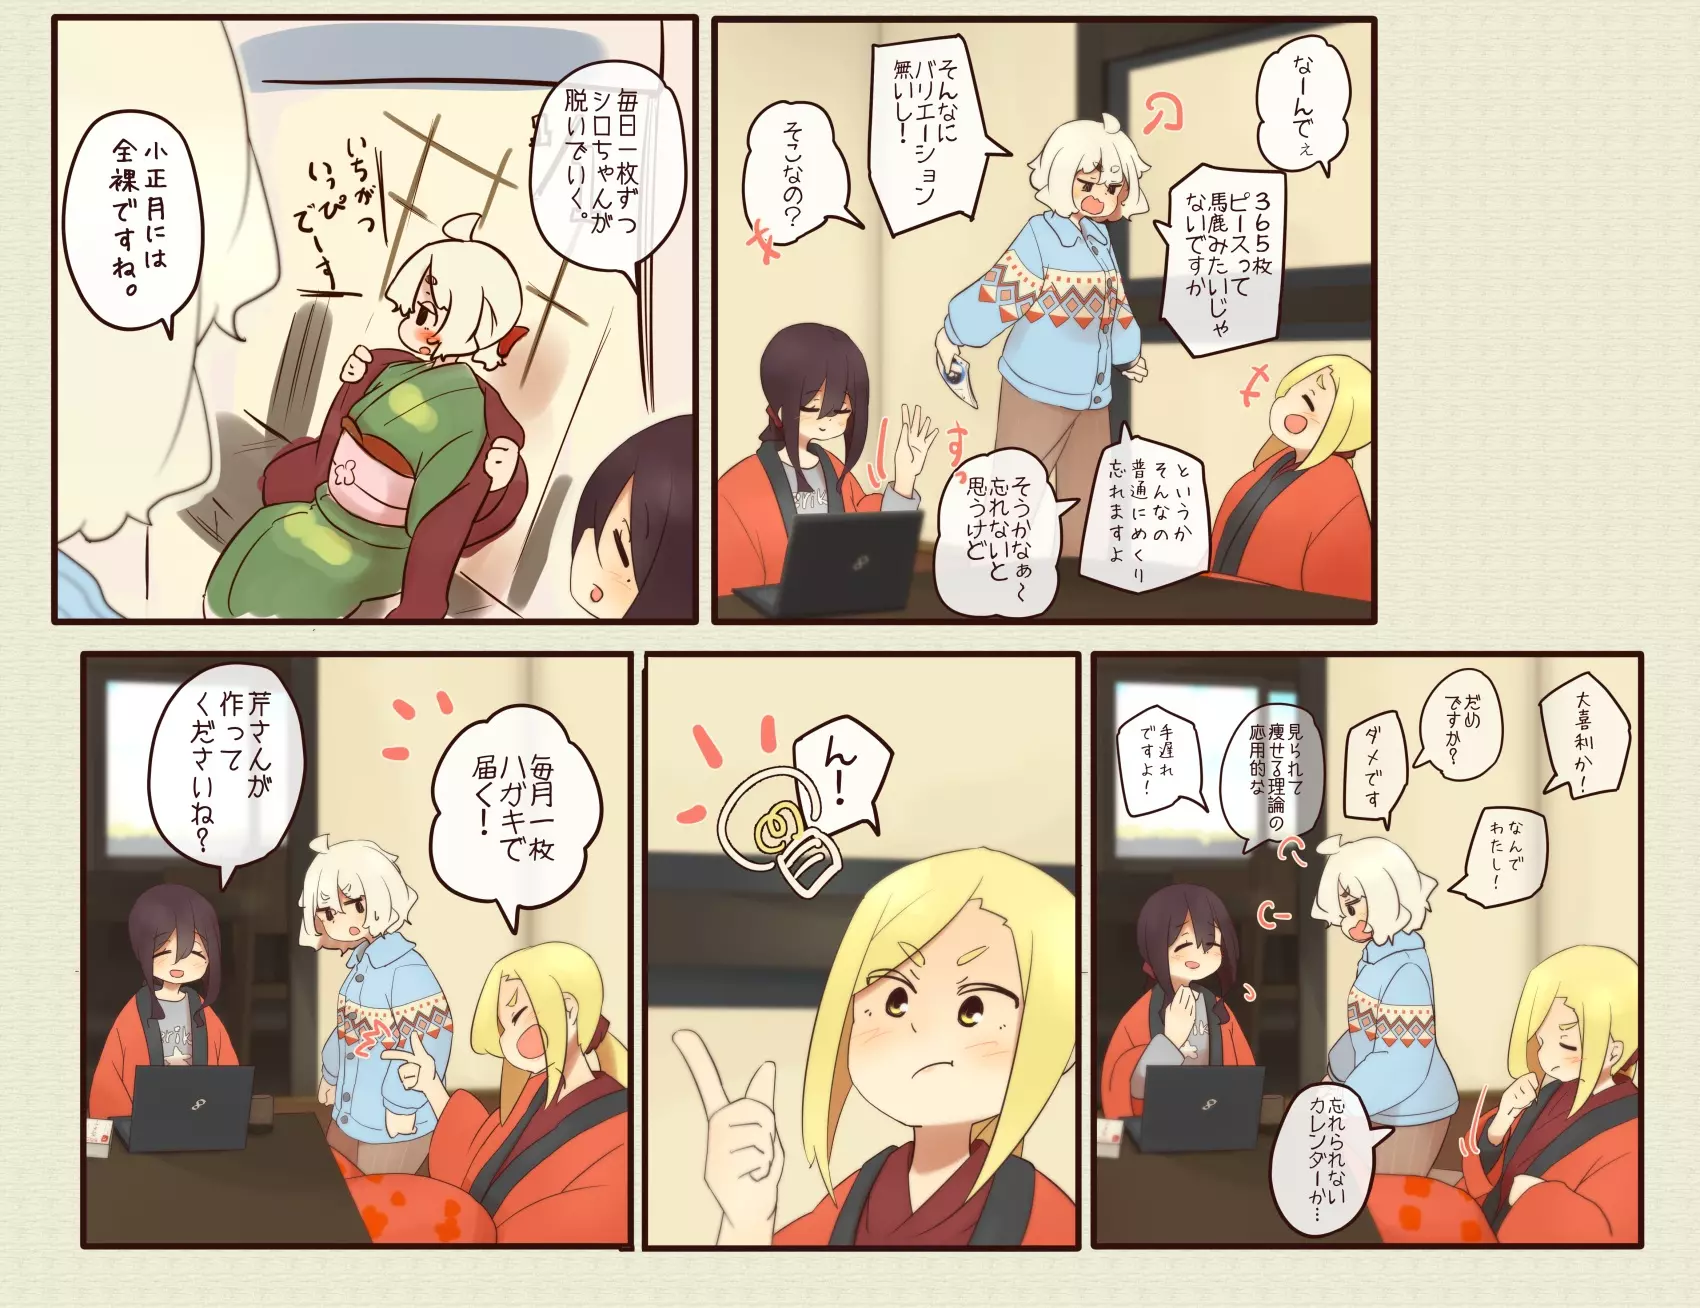 なーんでぇ
365枚
ピースって
馬鹿みたいじゃ
ないですか
そんなに
バリエーション
無いし!
そこなの?
というか
そんなの
普通にめくり
忘れますよ
そうかなぁ〜
忘れないと
思うけど
すっ
毎日一枚ずつ
シロちゃんが
脱いでいく。
いちがつ
いっぴ
でーす
小正月には
全裸ですね。
大喜利か!
だめ
ですか?
なんで
わたし!
ダメです
見られて
痩せる理論の
応用的な
手遅れ
ですよ!
忘れられない
カレンダーか…
ん!
毎月一枚
ハガキで
届く!
芹さんが
作って
くださいね?